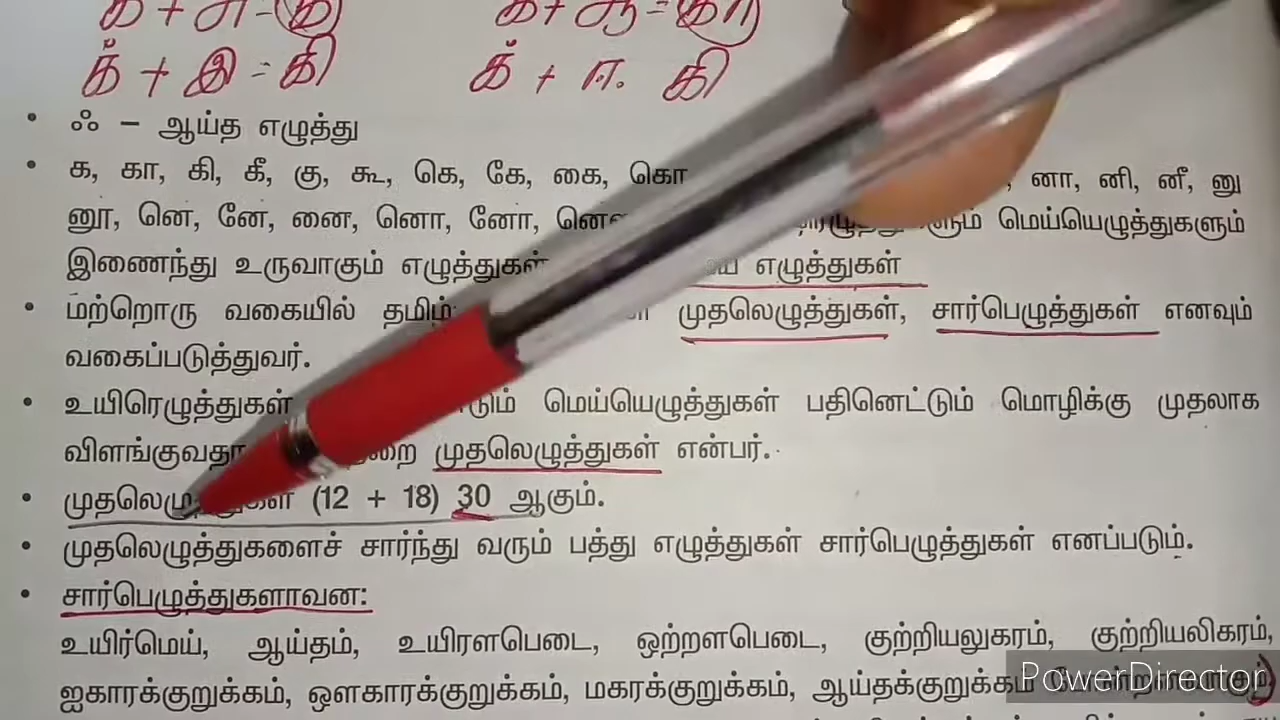 க் + அ = க க் + ஆ = கா
க் + இ = கி க் + ஈ. கி
• ஃ – ஆய்த எழுத்து
• க, கா, கி, கீ, கு, கூ, கெ, கே, கை, கொ , னா, னி, னீ, னு
னூ, னெ, னே, னை, னொ, னோ, மெய்யெழுத்துகளும்
இணைந்து உருவாகும் எழுத்துகள் எழுத்துகள்
• மற்றொரு வகையில் தமிழ் முதலெழுத்துகள், சார்பெழுத்துகள் எனவும்
வகைப்படுத்துவர்.
• உயிரெழுத்துகள் மெய்யெழுத்துகள் பதினெட்டும் மொழிக்கு முதலாக
முதலெழுத்துகள் என்பர்.
• முதலெழுத்துகள் (12 + 18) 30 ஆகும்.
• முதலெழுத்துகளைச் சார்ந்து வரும் பத்து எழுத்துகள் சார்பெழுத்துகள் எனப்படும்.
• சார்பெழுத்துகளாவன:
உயிர்மெய், ஆய்தம், உயிரளபெடை, ஒற்றளபெடை, குற்றியலுகரம், குற்றியலிகரம்,
ஐகாரக்குறுக்கம், ஔகாரக்குறுக்கம், மகரக்குறுக்கம், ஆய்தக்குறுக்கம்
PowerDirector